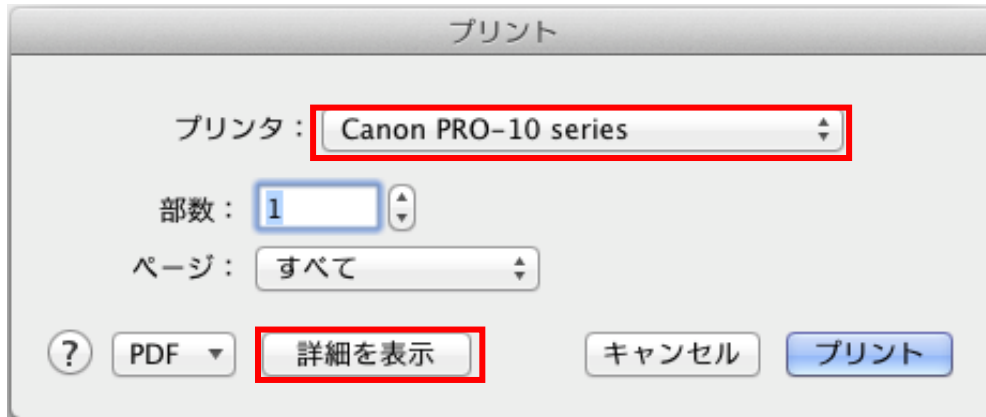 プリント
プリンタ： Canon PRO-10 series
部数： 1
ページ： すべて
? PDF 詳細を表示 キャンセル プリント